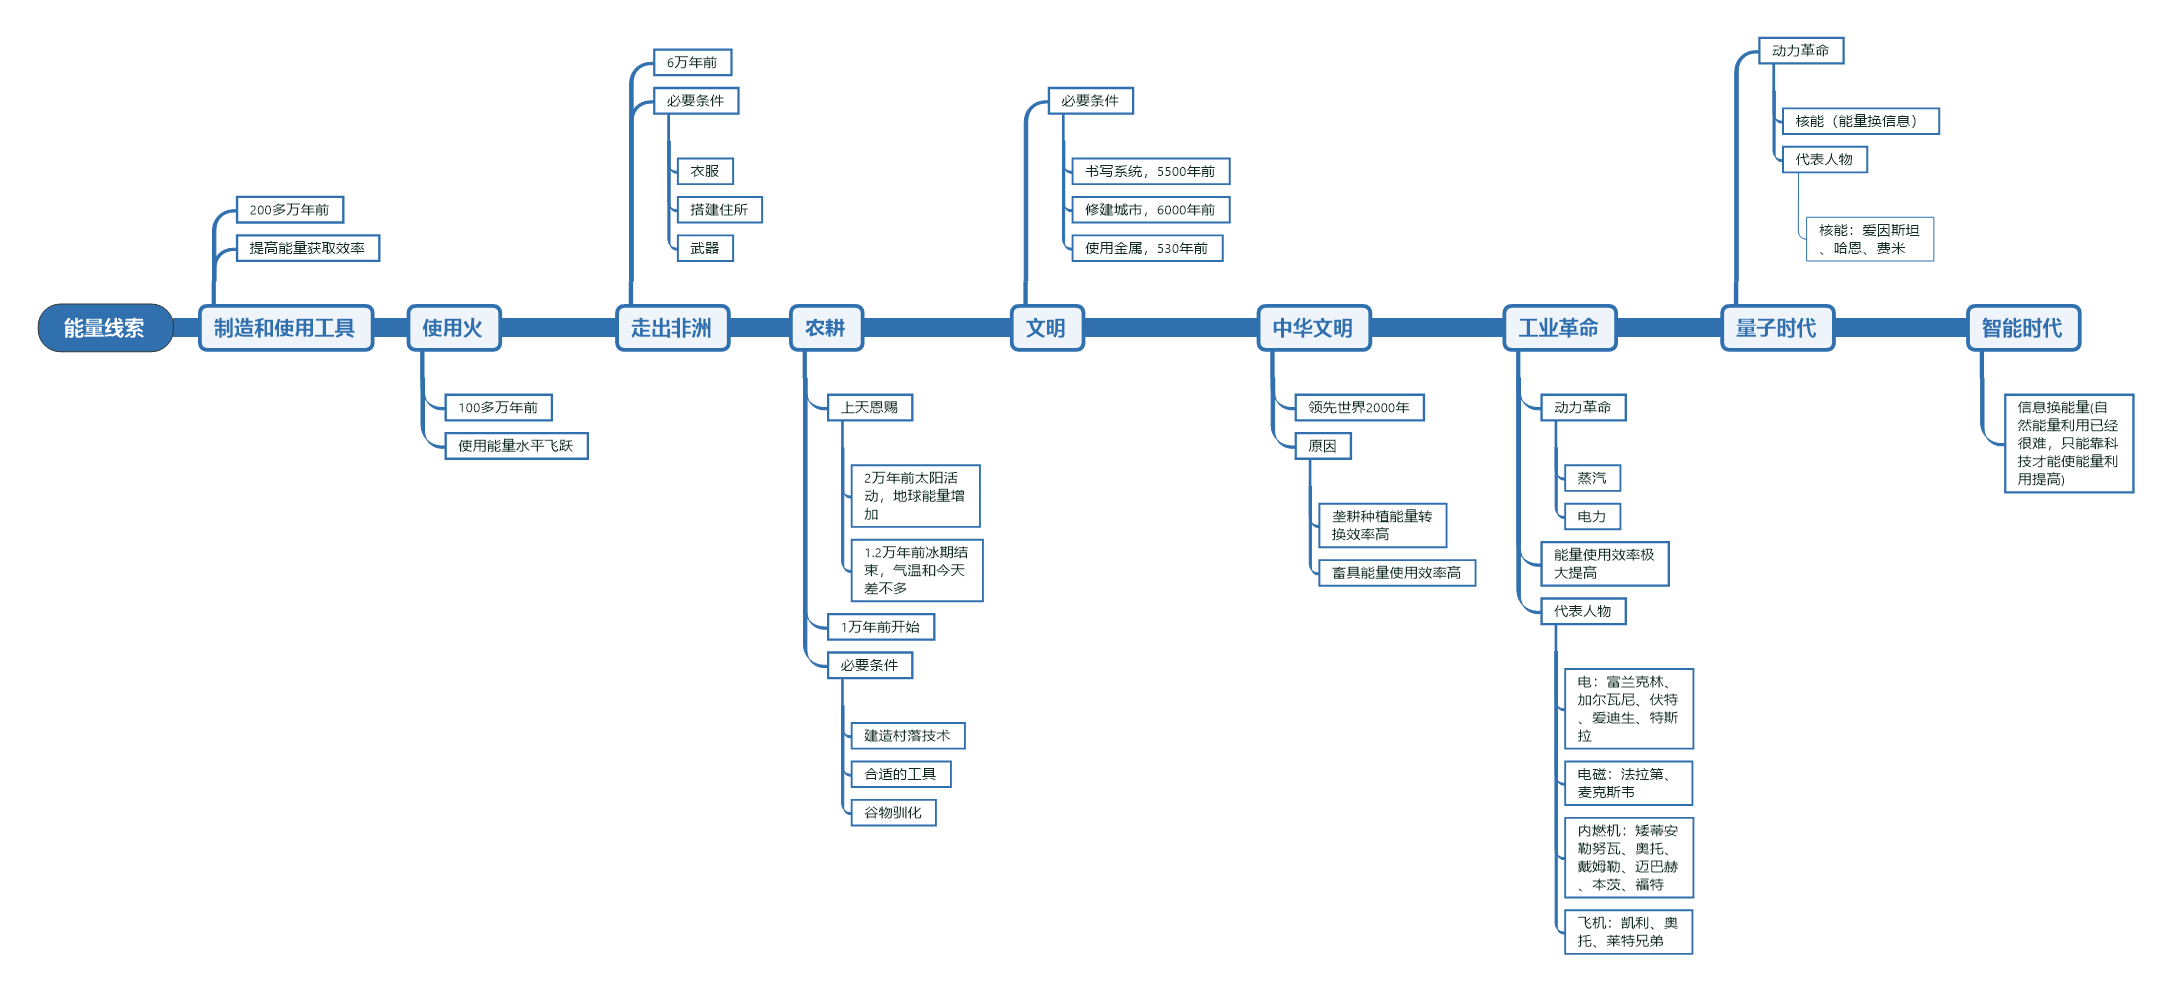 能量线索
制造和使用工具
200多万年前
提高能量获取效率
使用火
100多万年前
使用能量水平飞跃
走出非洲
6万年前
必要条件
衣服
搭建住所
武器
农耕
上天恩赐
2万年前太阳活
动，地球能量增
加
1.2万年前冰期结
束，气温和今天
差不多
1万年前开始
必要条件
建造村落技术
合适的工具
谷物驯化
文明
必要条件
书写系统，5500年前
修建城市，6000年前
使用金属，530年前
中华文明
领先世界2000年
原因
垄耕种植能量转
换效率高
畜具能量使用效率高
工业革命
动力革命
蒸汽
电力
能量使用效率极
大提高
代表人物
电：富兰克林、
加尔瓦尼、伏特
、爱迪生、特斯
拉
电磁：法拉第、
麦克斯韦
内燃机：矮蒂安
勒努瓦、奥托、
戴姆勒、迈巴赫
、本茨、福特
飞机：凯利、奥
托、莱特兄弟
量子时代
动力革命
核能（能量换信息）
代表人物
核能：爱因斯坦
、哈恩、费米
智能时代
信息换能量(自
然能量利用已经
很难，只能靠科
技才能使能量利
用提高)